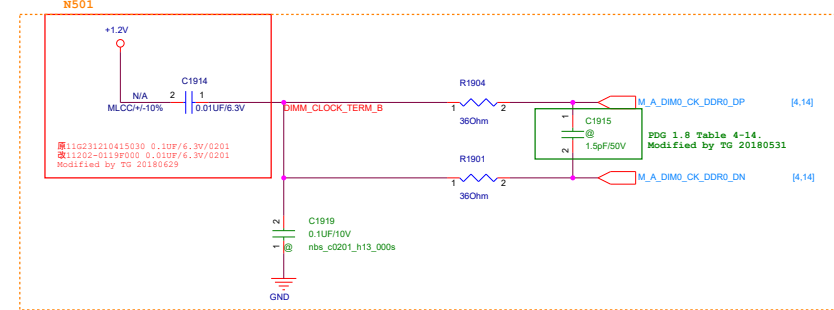 N501
+1.2V
C1914
N/A
2
1
MLCC/+/-10%
0.01UF/6.3V
DIMM_CLOCK_TERM_B
原11G231210415030 0.1UF/6.3V/0201
改11202-0119F000 0.01UF/6.3V/0201
Modified by TG 20180629
R1904
1
2
36Ohm
M_A_DIM0_CK_DDR0_DP
[4,14]
1
C1915
@
2
1.5pF/50V
PDG 1.8 Table 4-14.
Modified by TG 20180531
R1901
1
2
36Ohm
M_A_DIM0_CK_DDR0_DN
[4,14]
2
C1919
0.1UF/10V
1
@
nbs_c0201_h13_000s
GND